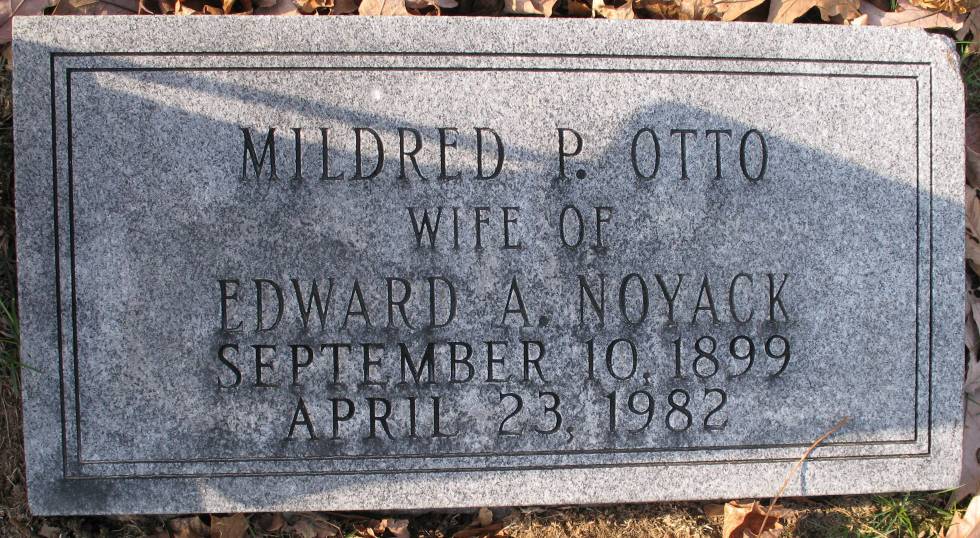 MILDRED P. OTTO
WIFE OF
EDWARD A. NOYACK
SEPTEMBER 10, 1899
APRIL 23, 1982